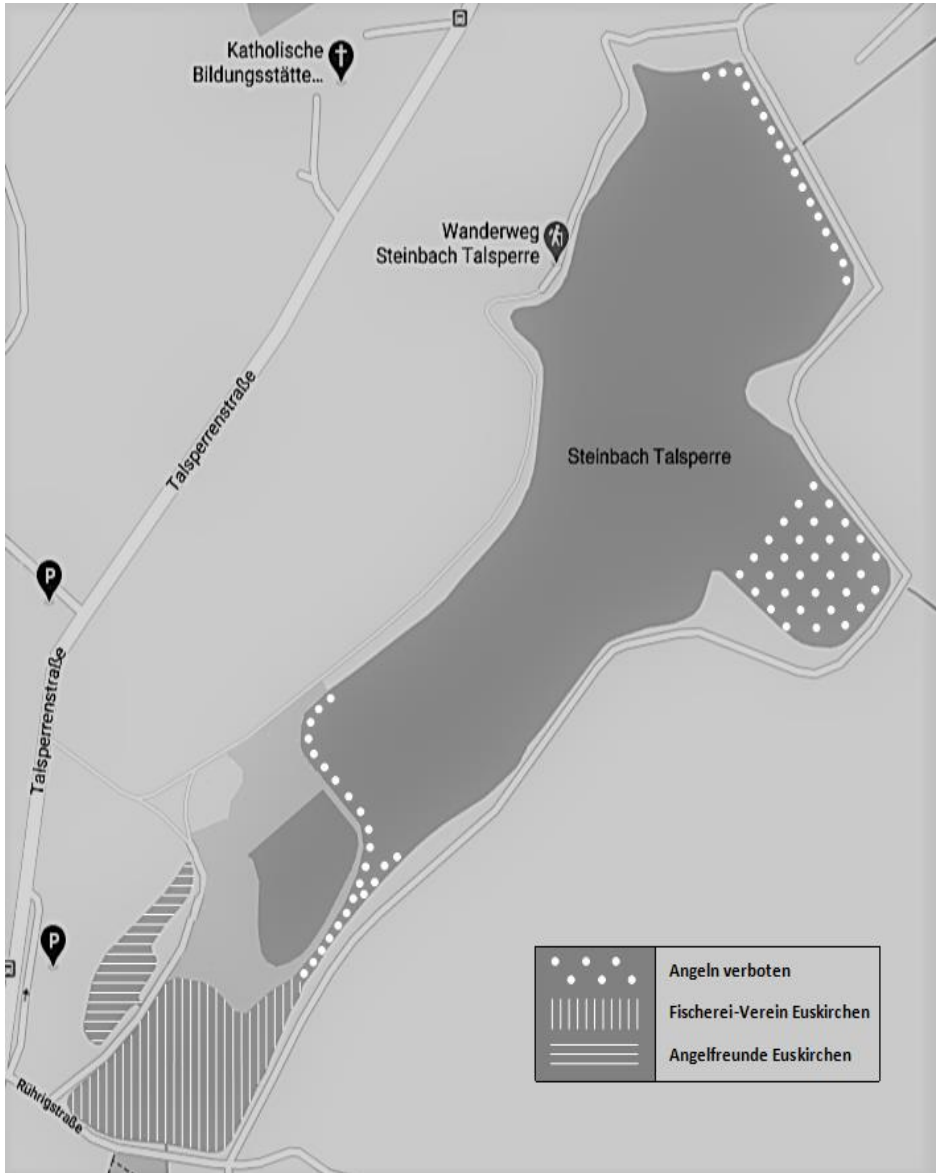 Katholische
Bildungsstätte...
Wanderweg
Steinbach Talsperre
Talsperrenstraße
Steinbach Talsperre
P
Talsperrenstraße
P
Rührigstraße
Angeln verboten
Fischerei-Verein Euskirchen
Angelfreunde Euskirchen